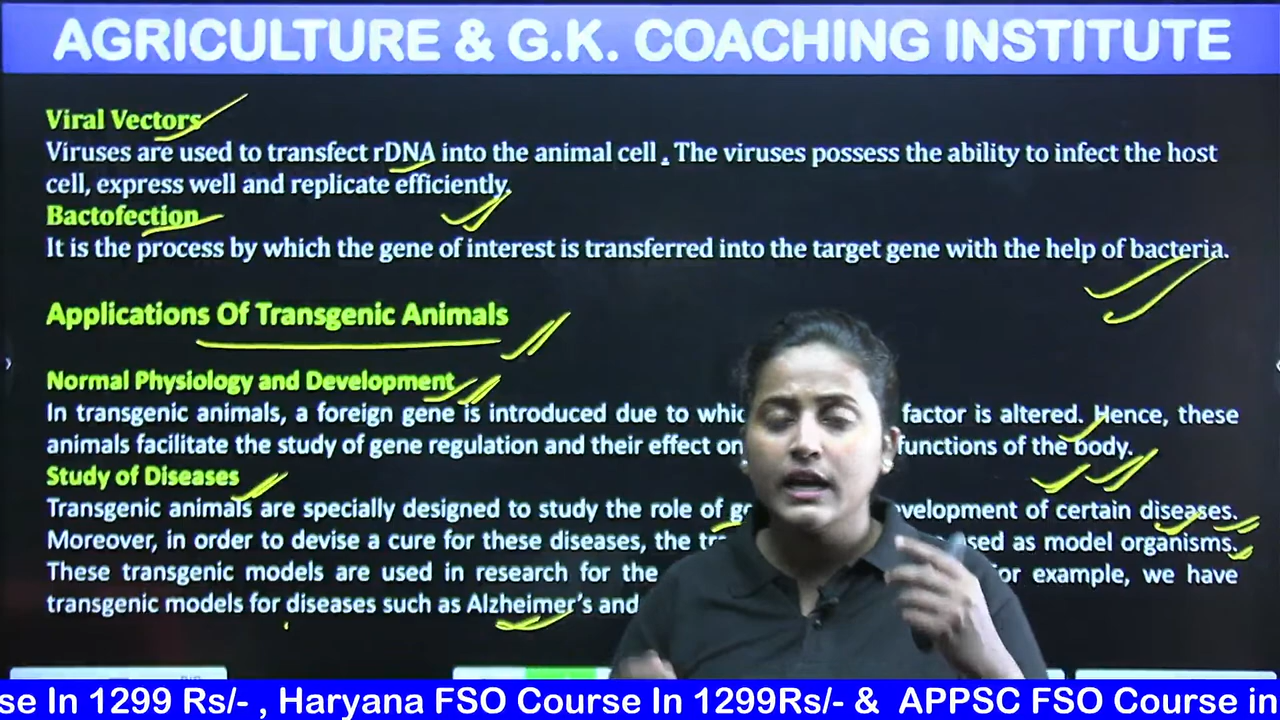 AGRICULTURE & G.K. COACHING INSTITUTE
Viral Vectors
Viruses are used to transfect rDNA into the animal cell . The viruses possess the ability to infect the host
cell, express well and replicate efficiently.
Bactofection
It is the process by which the gene of interest is transferred into the target gene with the help of bacteria.
Applications Of Transgenic Animals
Normal Physiology and Development
In transgenic animals, a foreign gene is introduced due to factor is altered. Hence, these
animals facilitate the study of gene regulation and their effect on functions of the body.
Study of Diseases
Transgenic animals are specially designed to study the role of of certain diseases.
Moreover, in order to devise a cure for these diseases, the as model organisms.
These transgenic models are used in research for the example, we have
transgenic models for diseases such as Alzheimer's and
In 1299 Rs/- , Haryana FSO Course In 1299Rs/- & APPSC FSO Course in